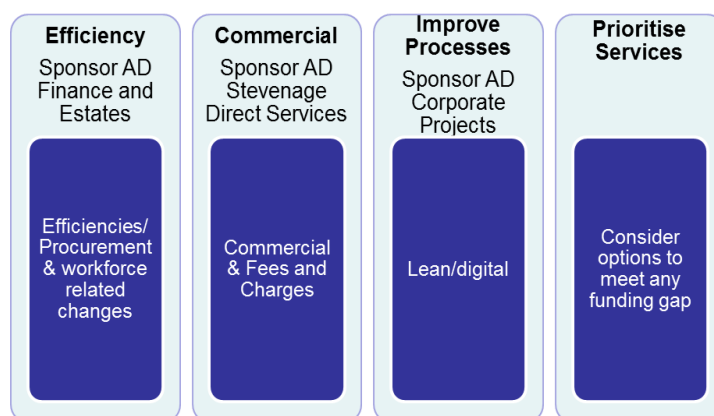 Efficiency
Sponsor AD
Finance and
Estates
Efficiencies/
Procurement
& workforce
related
changes
Commercial
Sponsor AD
Stevenage
Direct Services
Commercial
& Fees and
Charges
Improve
Processes
Sponsor AD
Corporate
Projects
Lean/digital
Prioritise
Services
Consider
options to
meet any
funding gap